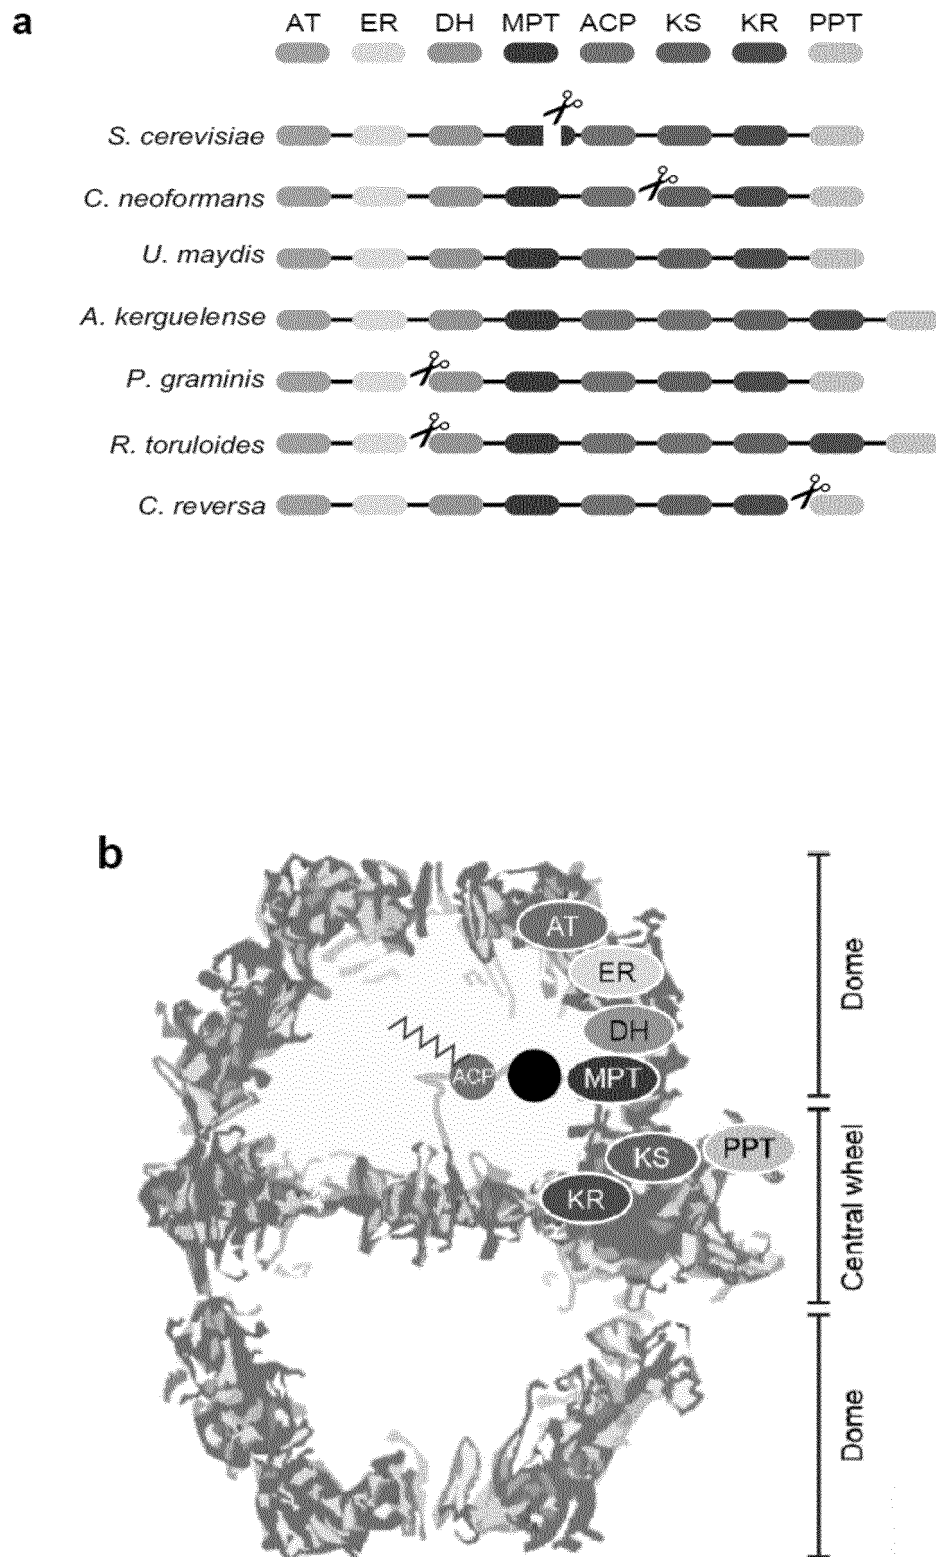 a
AT ER DH MPT ACP KS KR PPT
S. cerevisiae
C. neoformans
U. maydis
A. kerguelense
P. graminis
R. toruloides
C. reversa
b
AT
ER
DH
ACP
MPT
KS
PPT
KR
Dome
Central wheel
Dome